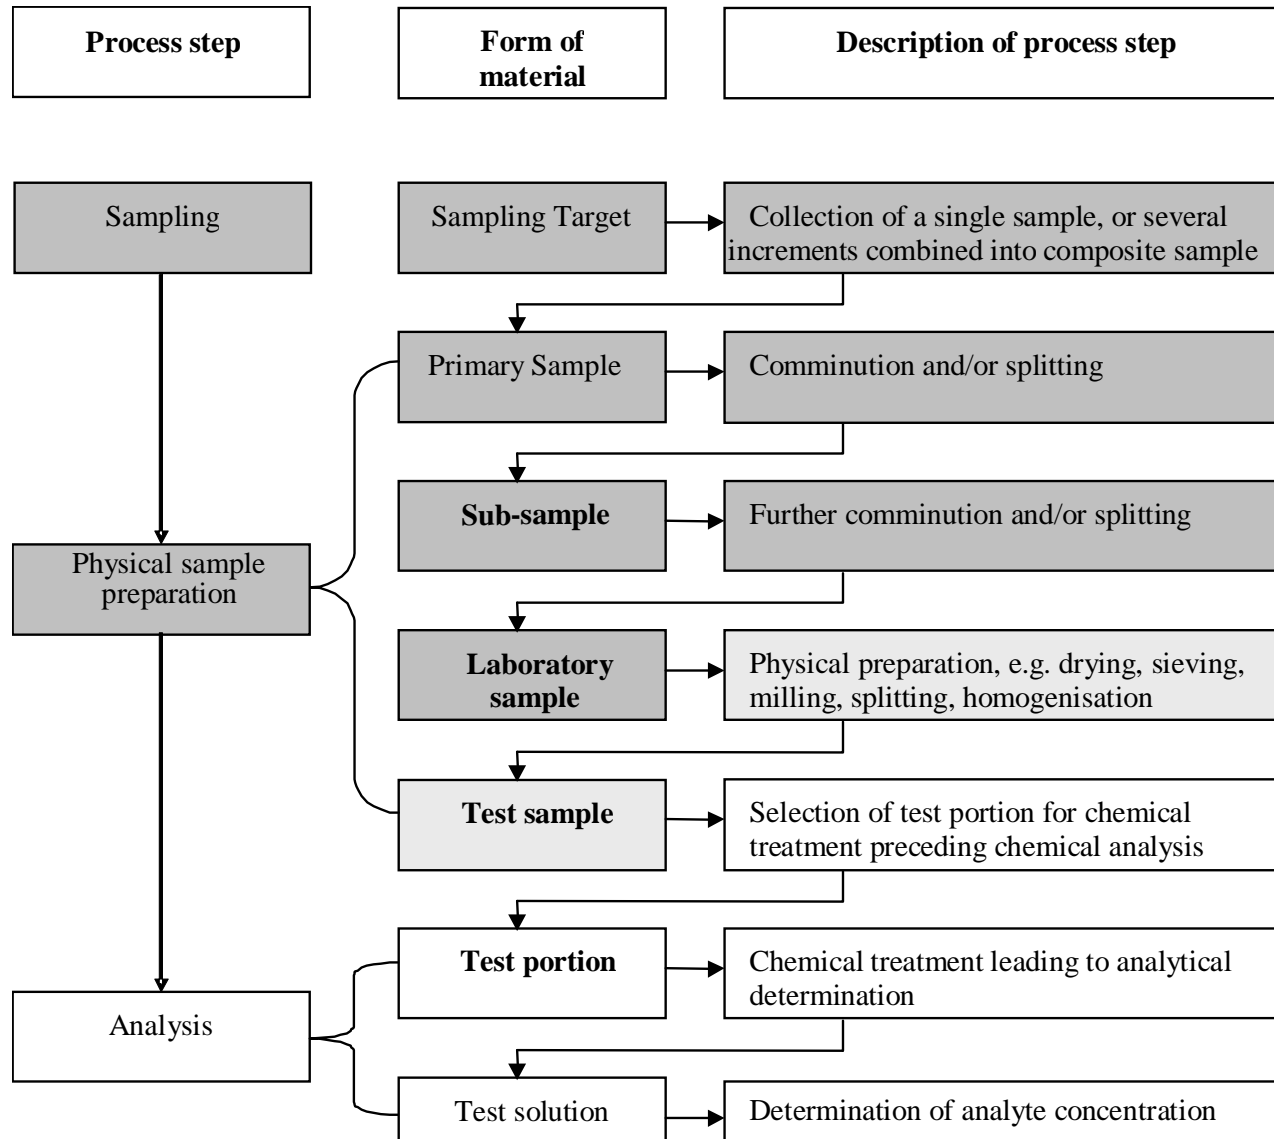 Process step
Form of
material
Description of process step
Sampling
Sampling Target
Collection of a single sample, or several
increments combined into composite sample
Primary Sample
Comminution and/or splitting
Sub-sample
Further comminution and/or splitting
Physical sample
preparation
Laboratory
sample
Physical preparation, e.g. drying, sieving,
milling, splitting, homogenisation
Test sample
Selection of test portion for chemical
treatment preceding chemical analysis
Test portion
Chemical treatment leading to analytical
determination
Analysis
Test solution
Determination of analyte concentration